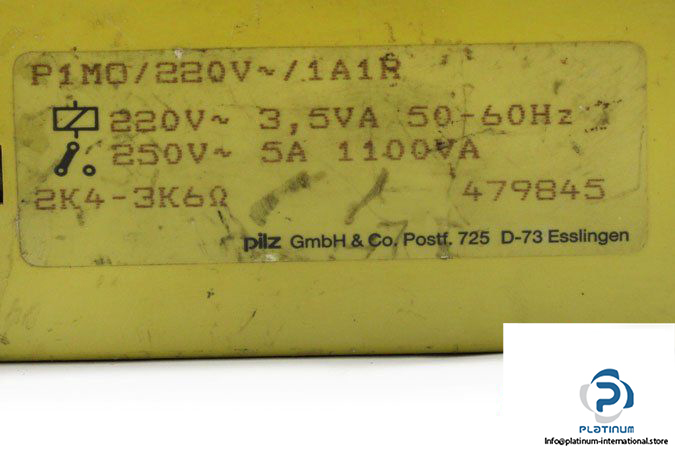 P1MO/220V~/1A1R
220V~ 3,5VA 50-60Hz
250V~ 5A 1100VA
2K4-3K6Ω 479845
pilz GmbH & Co. Postf. 725 D-73 Esslingen
PLATINUM
Info@platinum-international.store